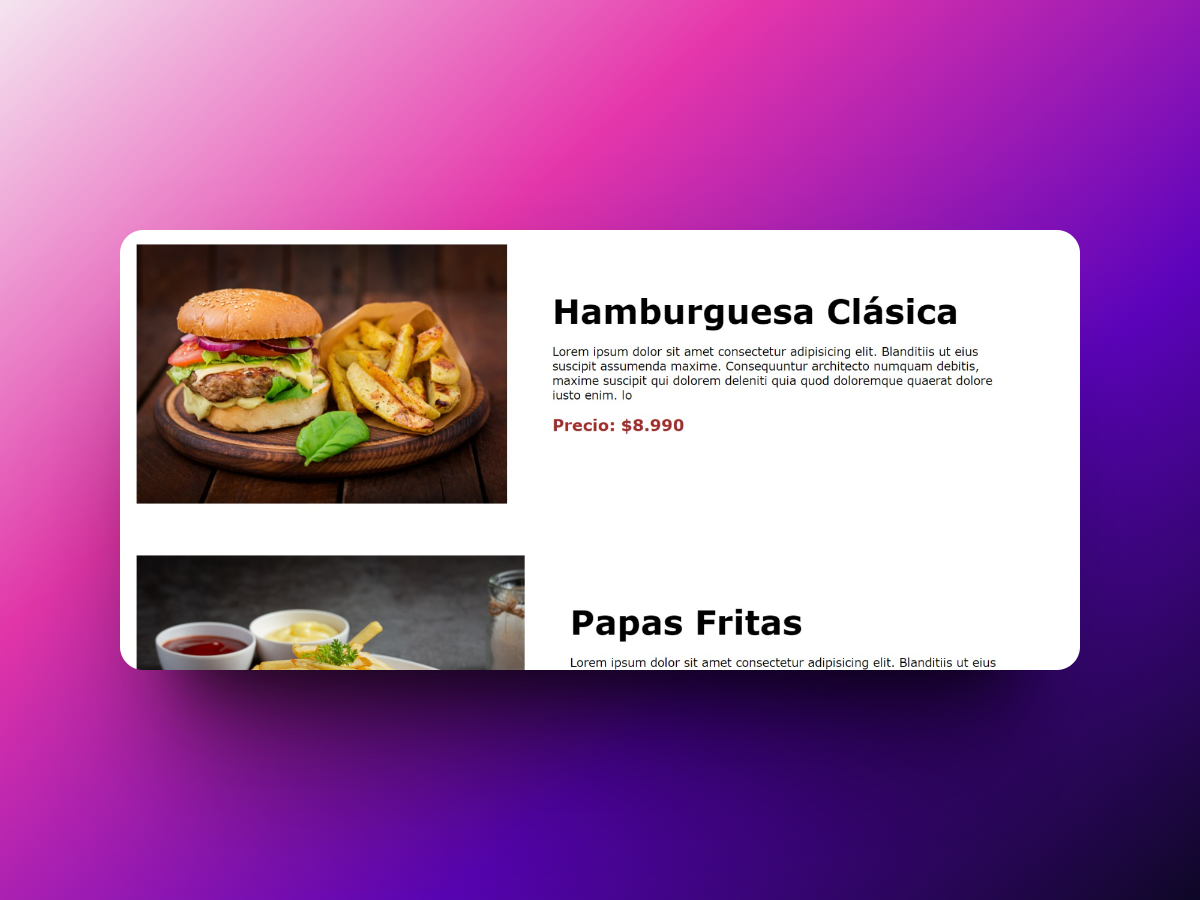 Hamburguesa Clásica
Lorem ipsum dolor sit amet consectetur adipisicing elit. Blanditiis ut eius
suscipit assumenda maxime. Consequuntur architecto numquam debitis,
maxime suscipit qui dolorem deleniti quia quod doloremque quaerat dolore
iusto enim. Io
Precio: $8.990
Papas Fritas
Lorem ipsum dolor sit amet consectetur adipisicing elit. Blanditiis ut eius